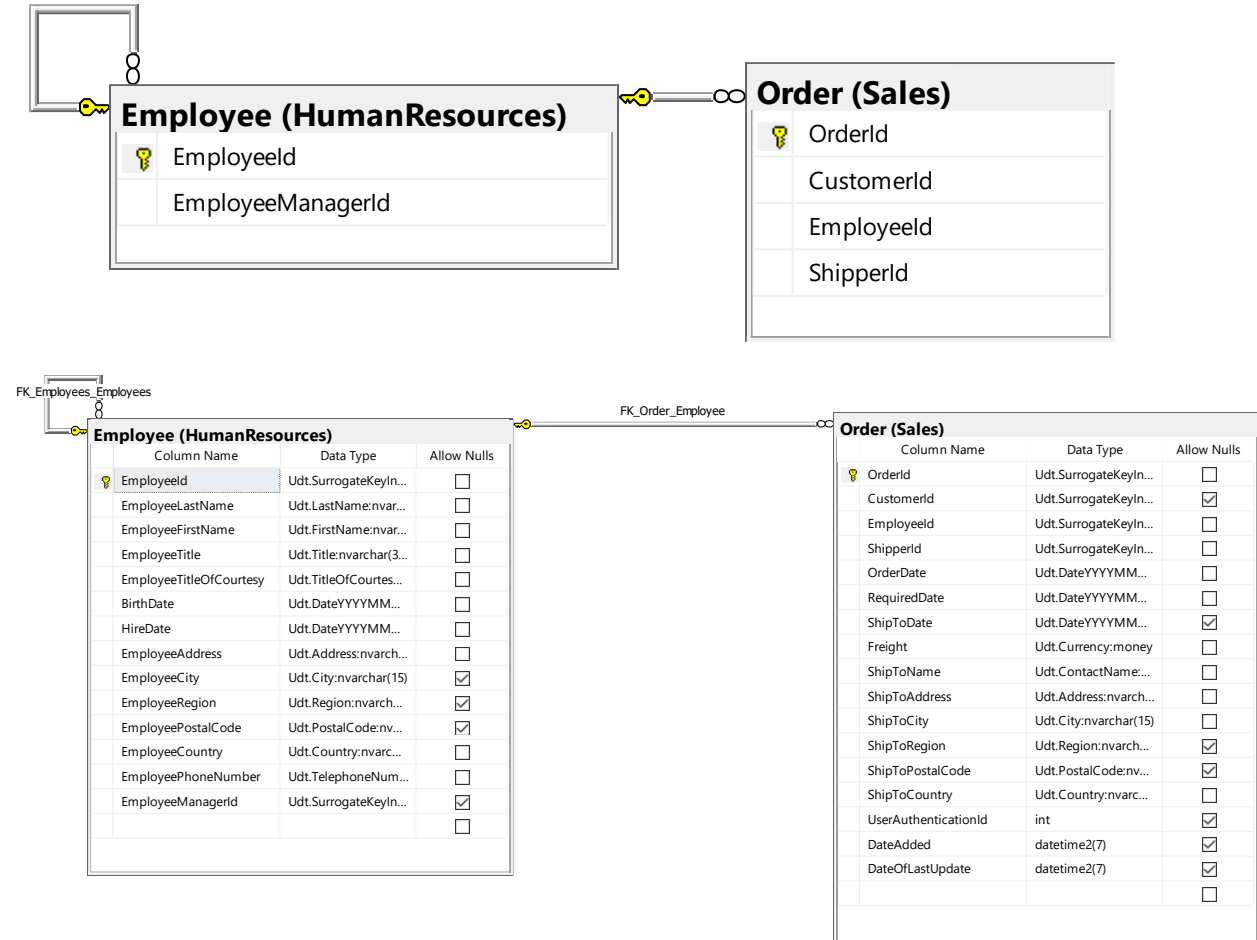 Employee (HumanResources)
EmployeeId
EmployeeManagerId
Order (Sales)
OrderId
CustomerId
EmployeeId
ShipperId
FK_Employees_Employees
FK_Order_Employee
Employee (HumanResources)
Column Name Data Type Allow Nulls
EmployeeId Udt.SurrogateKeyIn...
EmployeeLastName Udt.LastName:nvar...
EmployeeFirstName Udt.FirstName:nvar...
EmployeeTitle Udt.Title:nvarchar(3...
EmployeeTitleOfCourtesy Udt.TitleOfCourtes...
BirthDate Udt.DateYYYYMM...
HireDate Udt.DateYYYYMM...
EmployeeAddress Udt.Address:nvarch...
EmployeeCity Udt.City:nvarchar(15)
EmployeeRegion Udt.Region:nvarch...
EmployeePostalCode Udt.PostalCode:nv...
EmployeeCountry Udt.Country:nvarc...
EmployeePhoneNumber Udt.TelephoneNum...
EmployeeManagerId Udt.SurrogateKeyIn...
Order (Sales)
Column Name Data Type Allow Nulls
OrderId Udt.SurrogateKeyIn...
CustomerId Udt.SurrogateKeyIn...
EmployeeId Udt.SurrogateKeyIn...
ShipperId Udt.SurrogateKeyIn...
OrderDate Udt.DateYYYYMM...
RequiredDate Udt.DateYYYYMM...
ShipToDate Udt.DateYYYYMM...
Freight Udt.Currency:money
ShipToName Udt.ContactName:...
ShipToAddress Udt.Address:nvarch...
ShipToCity Udt.City:nvarchar(15)
ShipToRegion Udt.Region:nvarch...
ShipToPostalCode Udt.PostalCode:nv...
ShipToCountry Udt.Country:nvarc...
UserAuthenticationId int
DateAdded datetime2(7)
DateOfLastUpdate datetime2(7)